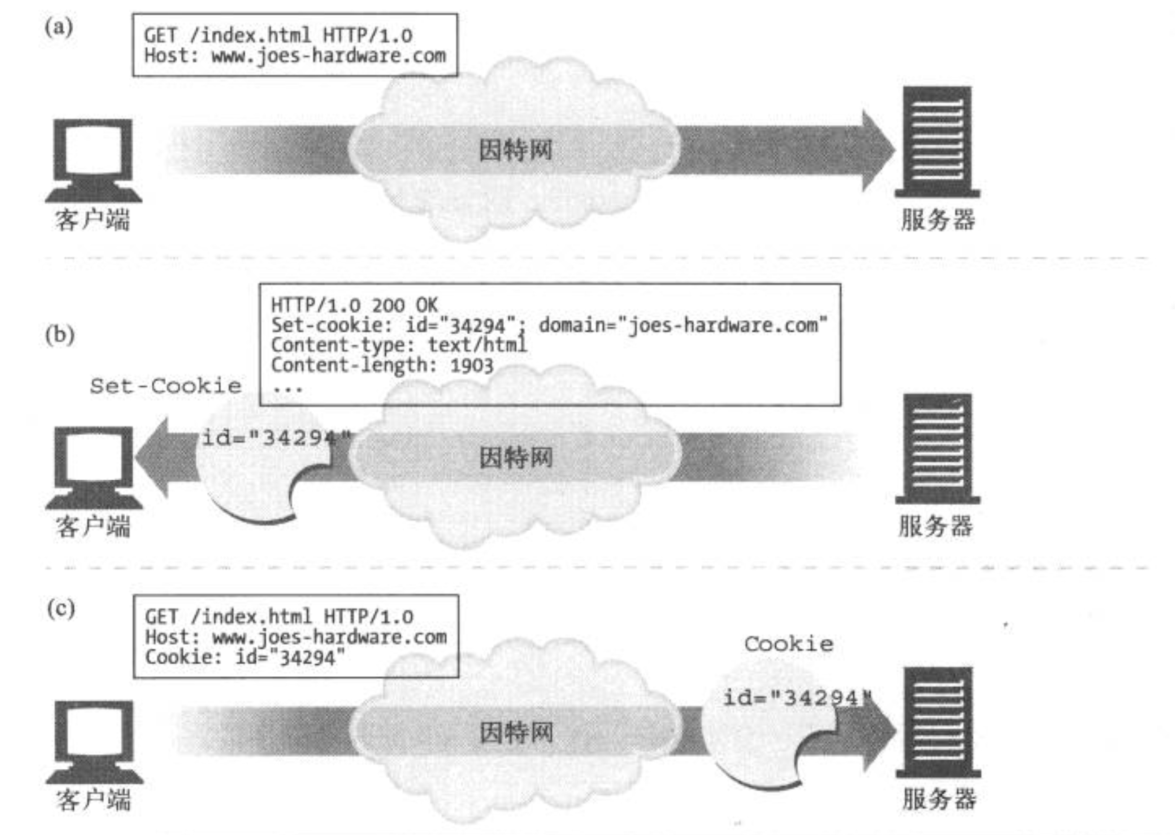 (a)
GET /index.html HTTP/1.0
Host: www.joes-hardware.com
因特网
客户端
服务器
(b)
HTTP/1.0 200 OK
Set-cookie: id="34294"; domain="joes-hardware.com"
Content-type: text/html
Content-length: 1903
...
Set-Cookie
id="34294"
因特网
客户端
服务器
(c)
GET /index.html HTTP/1.0
Host: www.joes-hardware.com
Cookie: id="34294"
Cookie
id="34294"
因特网
客户端
服务器